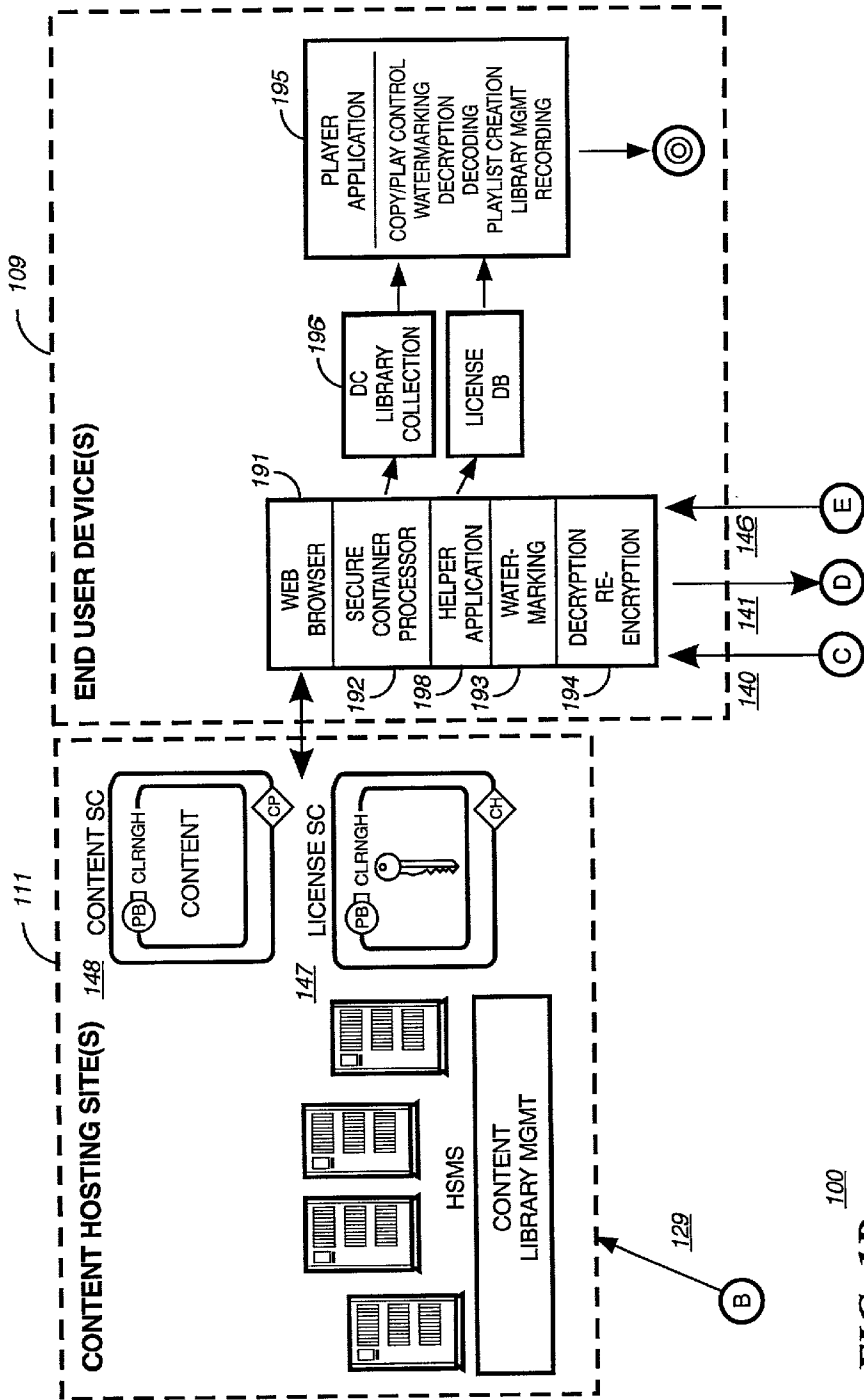 109
111
END USER DEVICE(S)
CONTENT HOSTING SITE(S)
148
CONTENT SC
PB
CLRNGH
CONTENT
CP
147
LICENSE SC
PB
CLRNGH
CH
HSMS
CONTENT
LIBRARY MGMT
129
B
191
WEB
BROWSER
SECURE
CONTAINER
PROCESSOR
192
HELPER
APPLICATION
198
WATER-
MARKING
193
DECRYPTION
RE-
ENCRYPTION
194
196
DC
LIBRARY
COLLECTION
LICENSE
DB
195
PLAYER
APPLICATION
COPY/PLAY CONTROL
WATERMARKING
DECRYPTION
DECODING
PLAYLIST CREATION
LIBRARY MGMT
RECORDING
140
141
146
C
D
E
100